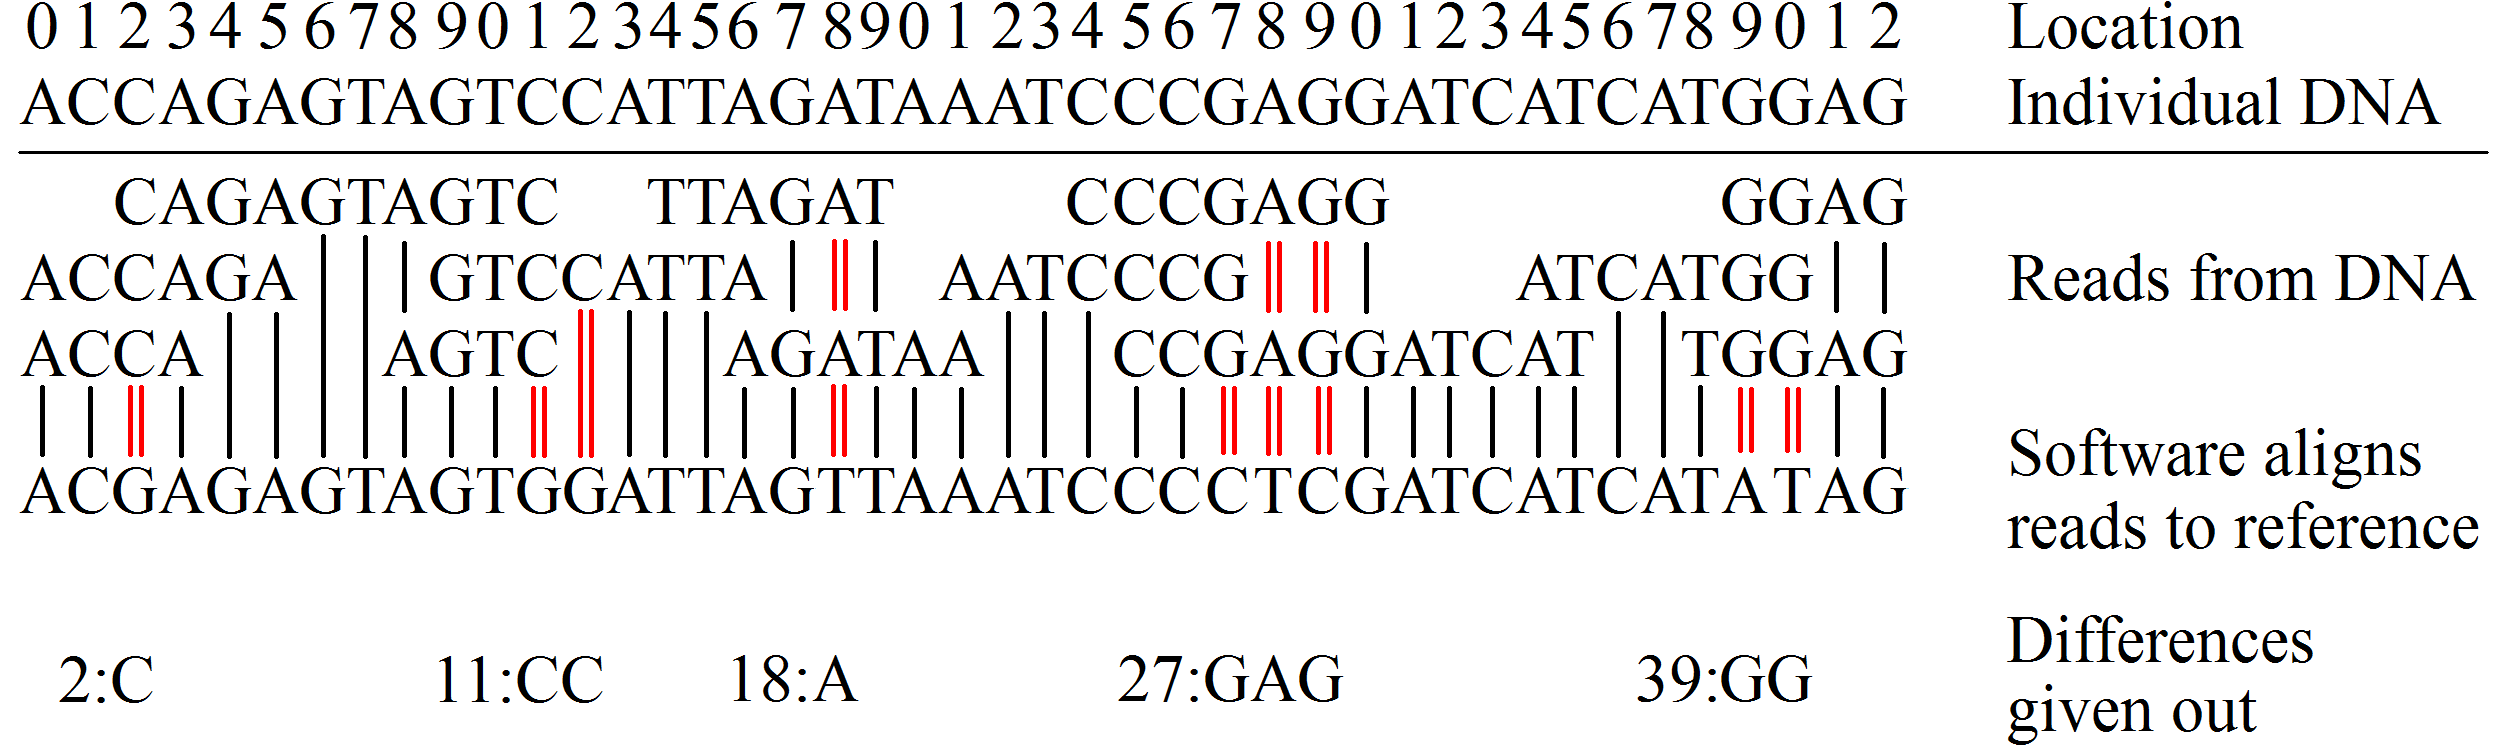 0 1 2 3 4 5 6 7 8 9 0 1 2 3 4 5 6 7 8 9 0 1 2 3 4 5 6 7 8 9 0 1 2 3 4 5 6 7 8 9 0 1 2 Location
ACCAGAGTAGTCCATTAGATAAATCCCGAGGATCATCATGGAG Individual DNA
CAGAGTAGTC TTAGAT CCCGAGG GGAG
ACCAGA GTCCATTA AATCCCG ATCATGG Reads from DNA
ACCA AGTC AGATAA CCGAGGATCAT TGGAG
ACGAGAGTAGTGGATTAGTTAAATCCCCTCGATCATCATATAG Software aligns
reads to reference
2:C 11:CC 18:A 27:GAG 39:GG Differences
given out